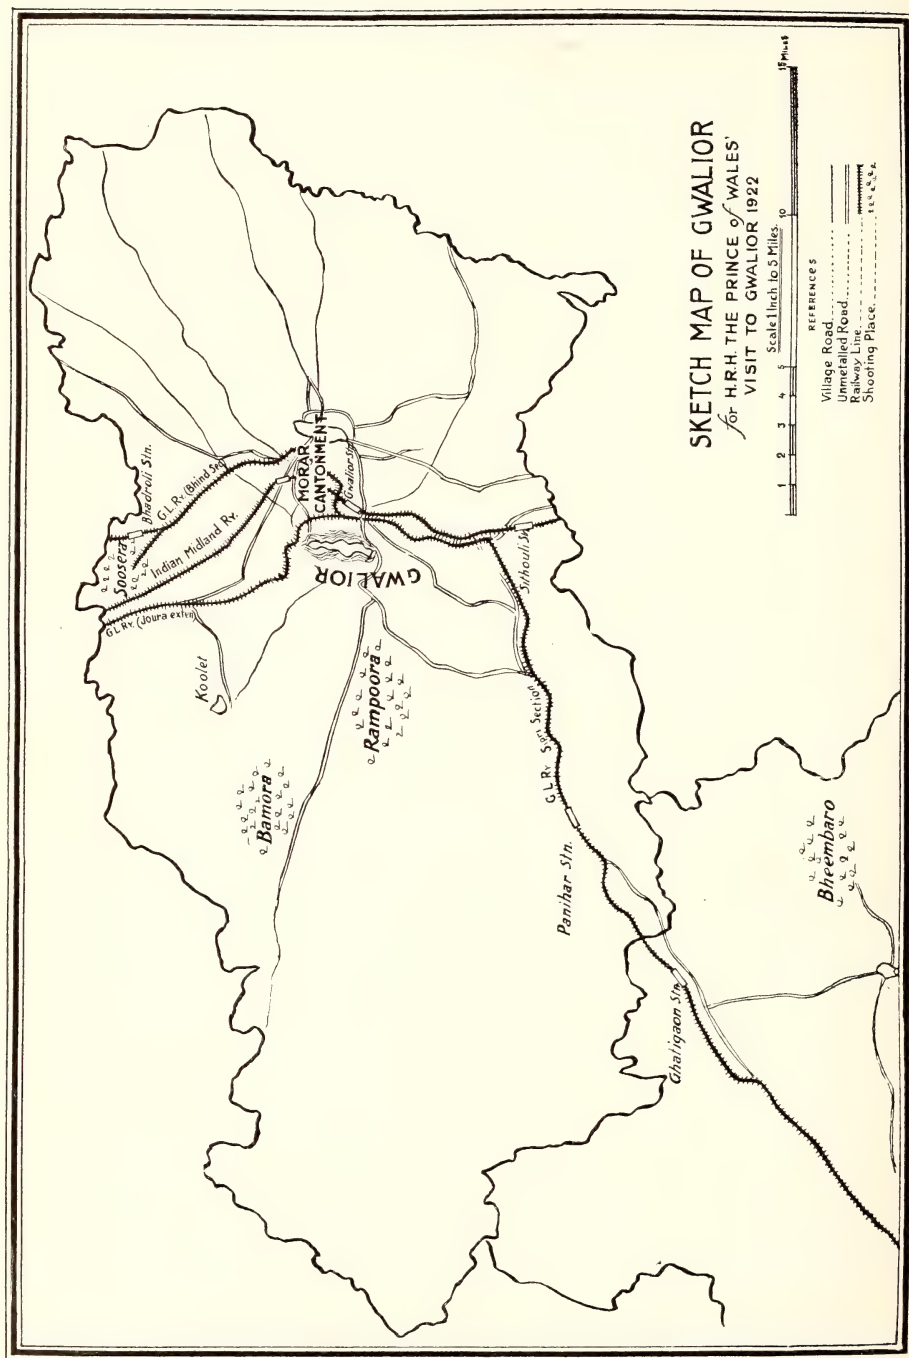 SKETCH MAP OF GWALIOR
for H.R.H. THE PRINCE of WALES'
VISIT TO GWALIOR 1922
Scale 1 Inch to 5 Miles.
1 2 3 4 5 10 15 MILES
REFERENCES
Village Road
Unmetalled Road
Railway Line
Shooting Place
Bhadroli Stn.
G.L.Ry. (Bhind Sec)
Soosera
Indian Midland Ry.
G.L.Ry. (Joura exten)
Koolet
MORAR
CANTONMENT
Gwalior Stn
GWALIOR
Sithouli Stn
Rampoora
Bamora
G.L.Ry Section
Panihar Stn.
Ghatigaon Stn.
Bheembaro